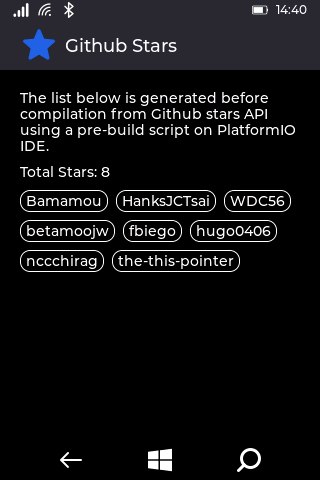 14:40
Github Stars
The list below is generated before
compilation from Github stars API
using a pre-build script on PlatformIO
IDE.
Total Stars: 8
Bamamou HanksJCTsai WDC56
betamoojw fbiego hugo0406
nccchirag the-this-pointer